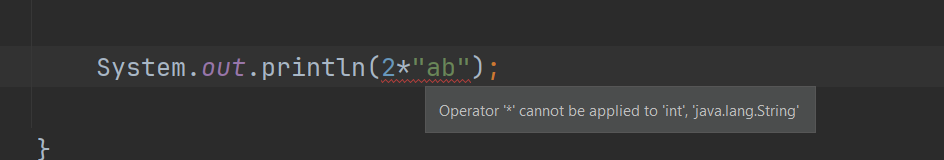 System.out.println(2*"ab");
Operator '*' cannot be applied to 'int', 'java.lang.String'
}